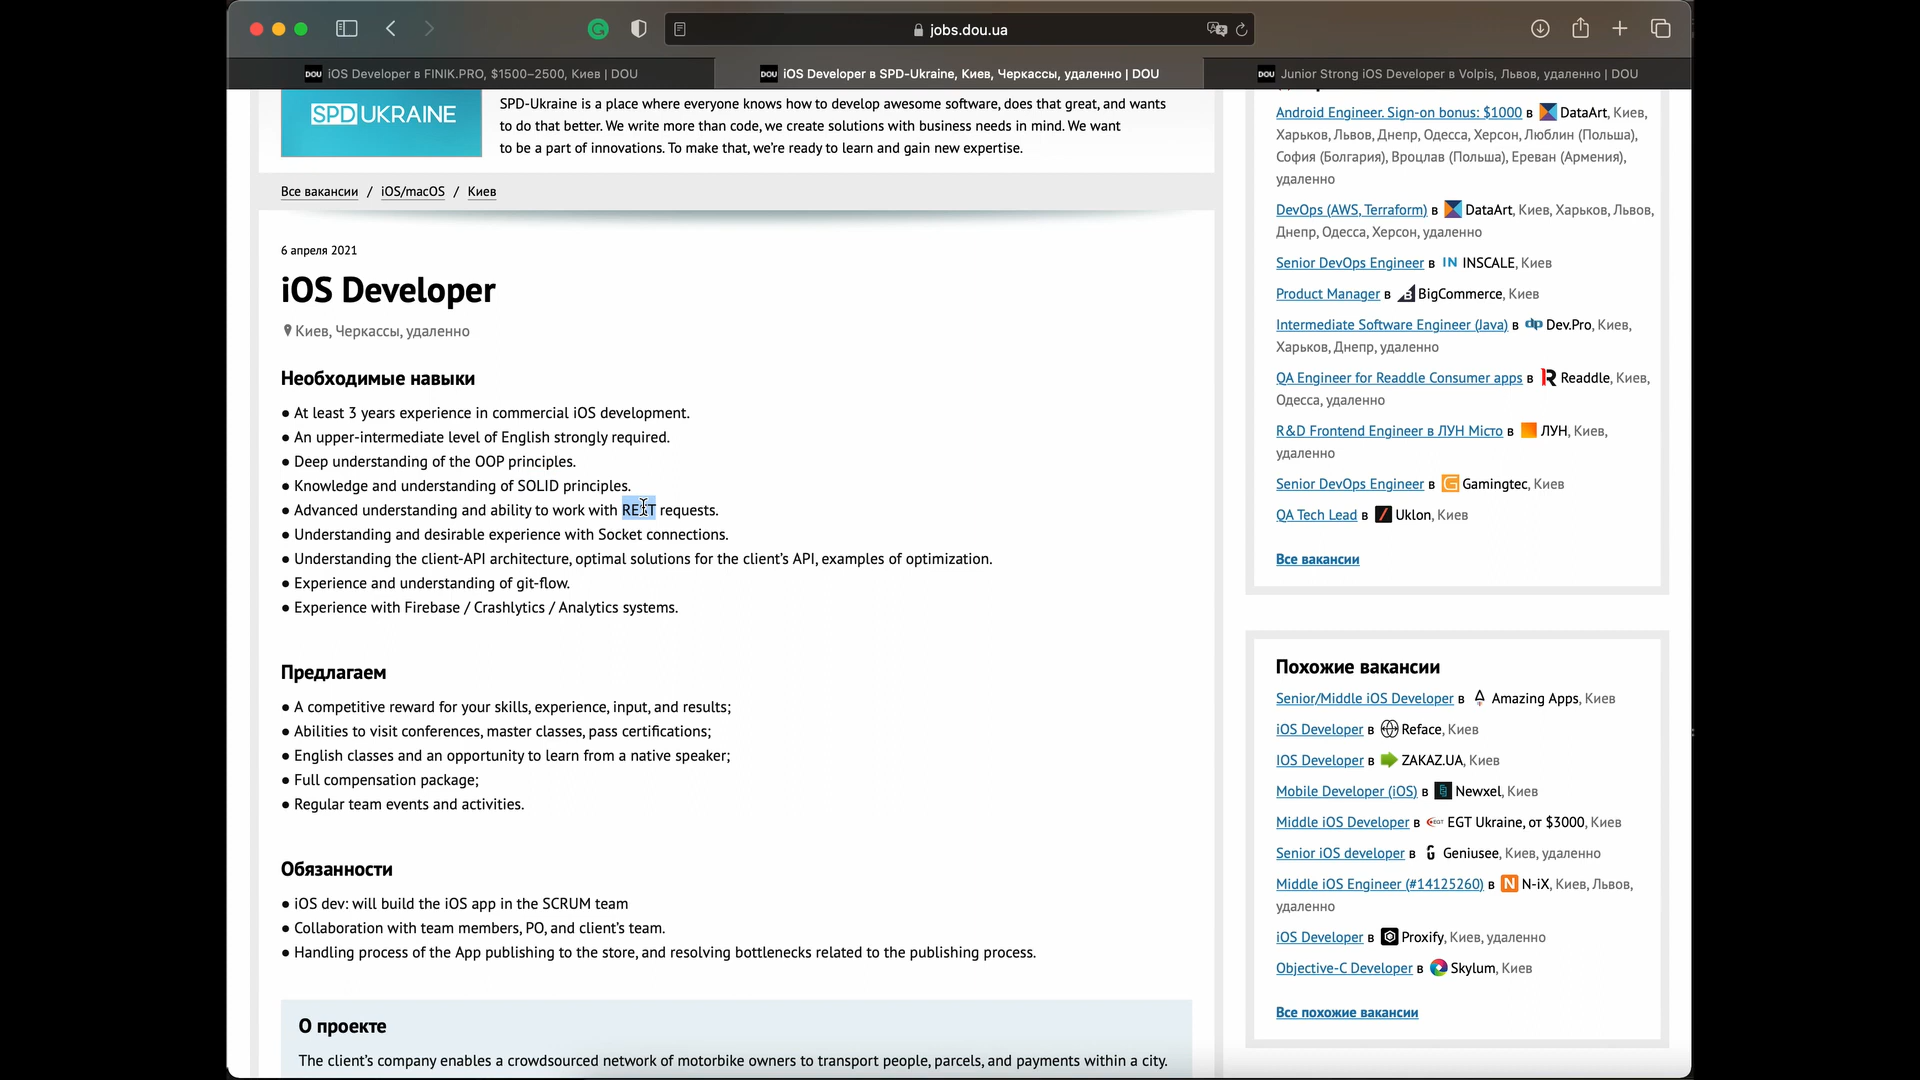 jobs.dou.ua
DOU iOS Developer в FINIK.PRO, $1500–2500, Киев | DOU
DOU iOS Developer в SPD-Ukraine, Киев, Черкассы, удаленно | DOU
DOU Junior Strong iOS Developer в Volpis, Львов, удаленно | DOU
SPD UKRAINE
SPD-Ukraine is a place where everyone knows how to develop awesome software, does that great, and wants
to do that better. We write more than code, we create solutions with business needs in mind. We want
to be a part of innovations. To make that, we’re ready to learn and gain new expertise.
Все вакансии / iOS/macOS / Киев
6 апреля 2021
iOS Developer
Киев, Черкассы, удаленно
Необходимые навыки
● At least 3 years experience in commercial iOS development.
● An upper-intermediate level of English strongly required.
● Deep understanding of the OOP principles.
● Knowledge and understanding of SOLID principles.
● Advanced understanding and ability to work with REST requests.
● Understanding and desirable experience with Socket connections.
● Understanding the client-API architecture, optimal solutions for the client’s API, examples of optimization.
● Experience and understanding of git-flow.
● Experience with Firebase / Crashlytics / Analytics systems.
Предлагаем
● A competitive reward for your skills, experience, input, and results;
● Abilities to visit conferences, master classes, pass certifications;
● English classes and an opportunity to learn from a native speaker;
● Full compensation package;
● Regular team events and activities.
Обязанности
● iOS dev: will build the iOS app in the SCRUM team
● Collaboration with team members, PO, and client’s team.
● Handling process of the App publishing to the store, and resolving bottlenecks related to the publishing process.
О проекте
The client’s company enables a crowdsourced network of motorbike owners to transport people, parcels, and payments within a city.
Android Engineer. Sign-on bonus: $1000 в DataArt, Киев,
Харьков, Львов, Днепр, Одесса, Херсон, Люблин (Польша),
София (Болгария), Вроцлав (Польша), Ереван (Армения),
удаленно
DevOps (AWS, Terraform) в DataArt, Киев, Харьков, Львов,
Днепр, Одесса, Херсон, удаленно
Senior DevOps Engineer в IN INSCALE, Киев
Product Manager в BigCommerce, Киев
Intermediate Software Engineer (Java) в dp Dev.Pro, Киев,
Харьков, Днепр, удаленно
QA Engineer for Readdle Consumer apps в Readdle, Киев,
Одесса, удаленно
R&D Frontend Engineer в ЛУН Місто в ЛУН, Киев,
удаленно
Senior DevOps Engineer в Gamingtec, Киев
QA Tech Lead в Uklon, Киев
Все вакансии
Похожие вакансии
Senior/Middle iOS Developer в Amazing Apps, Киев
iOS Developer в Reface, Киев
IOS Developer в ZAKAZ.UA, Киев
Mobile Developer (iOS) в Newxel, Киев
Middle iOS Developer в EGT Ukraine, от $3000, Киев
Senior iOS developer в Geniusee, Киев, удаленно
Middle iOS Engineer (#14125260) в N N-iX, Киев, Львов,
удаленно
iOS Developer в Proxify, Киев, удаленно
Objective-C Developer в Skylum, Киев
Все похожие вакансии